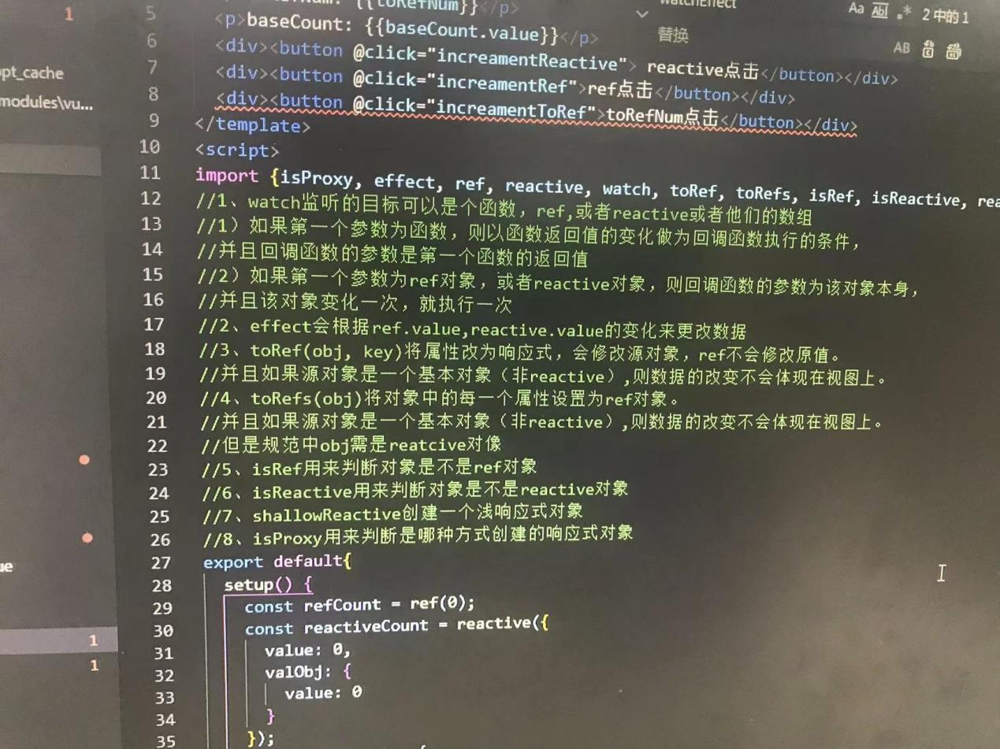 {{toRefNum}}</p>
1
5
<p>baseCount: {{baseCount.value}}</p>
watchEffect
Aa Abl .* 2 中的 1
替换
AB
6 <div><button @click="increamentReactive"> reactive点击</button></div>
7 <div><button @click="increamentRef">ref点击</button></div>
8 <div><button @click="increamentToRef">toRefNum点击</button></div>
9 </template>
10 <script>
11 import {isProxy, effect, ref, reactive, watch, toRef, toRefs, isRef, isReactive, rea
12 //1、watch监听的目标可以是个函数，ref,或者reactive或者他们的数组
13 //1）如果第一个参数为函数，则以函数返回值的变化做为回调函数执行的条件，
14 //并且回调函数的参数是第一个函数的返回值
15 //2）如果第一个参数为ref对象，或者reactive对象，则回调函数的参数为该对象本身，
16 //并且该对象变化一次，就执行一次
17 //2、effect会根据ref.value,reactive.value的变化来更改数据
18 //3、toRef(obj, key)将属性改为响应式，会修改源对象，ref不会修改原值。
19 //并且如果源对象是一个基本对象（非reactive）,则数据的改变不会体现在视图上。
20 //4、toRefs(obj)将对象中的每一个属性设置为ref对象。
21 //并且如果源对象是一个基本对象（非reactive）,则数据的改变不会体现在视图上。
22 //但是规范中obj需是reatcive对像
23 //5、isRef用来判断对象是不是ref对象
24 //6、isReactive用来判断对象是不是reactive对象
25 //7、shallowReactive创建一个浅响应式对象
26 //8、isProxy用来判断是哪种方式创建的响应式对象
27 export default{
28 setup() {
29 const refCount = ref(0);
30 const reactiveCount = reactive({
31 value: 0,
32 valObj: {
33 value: 0
34 }
35 });
pt_cache
modules\vu...
ue
1
1